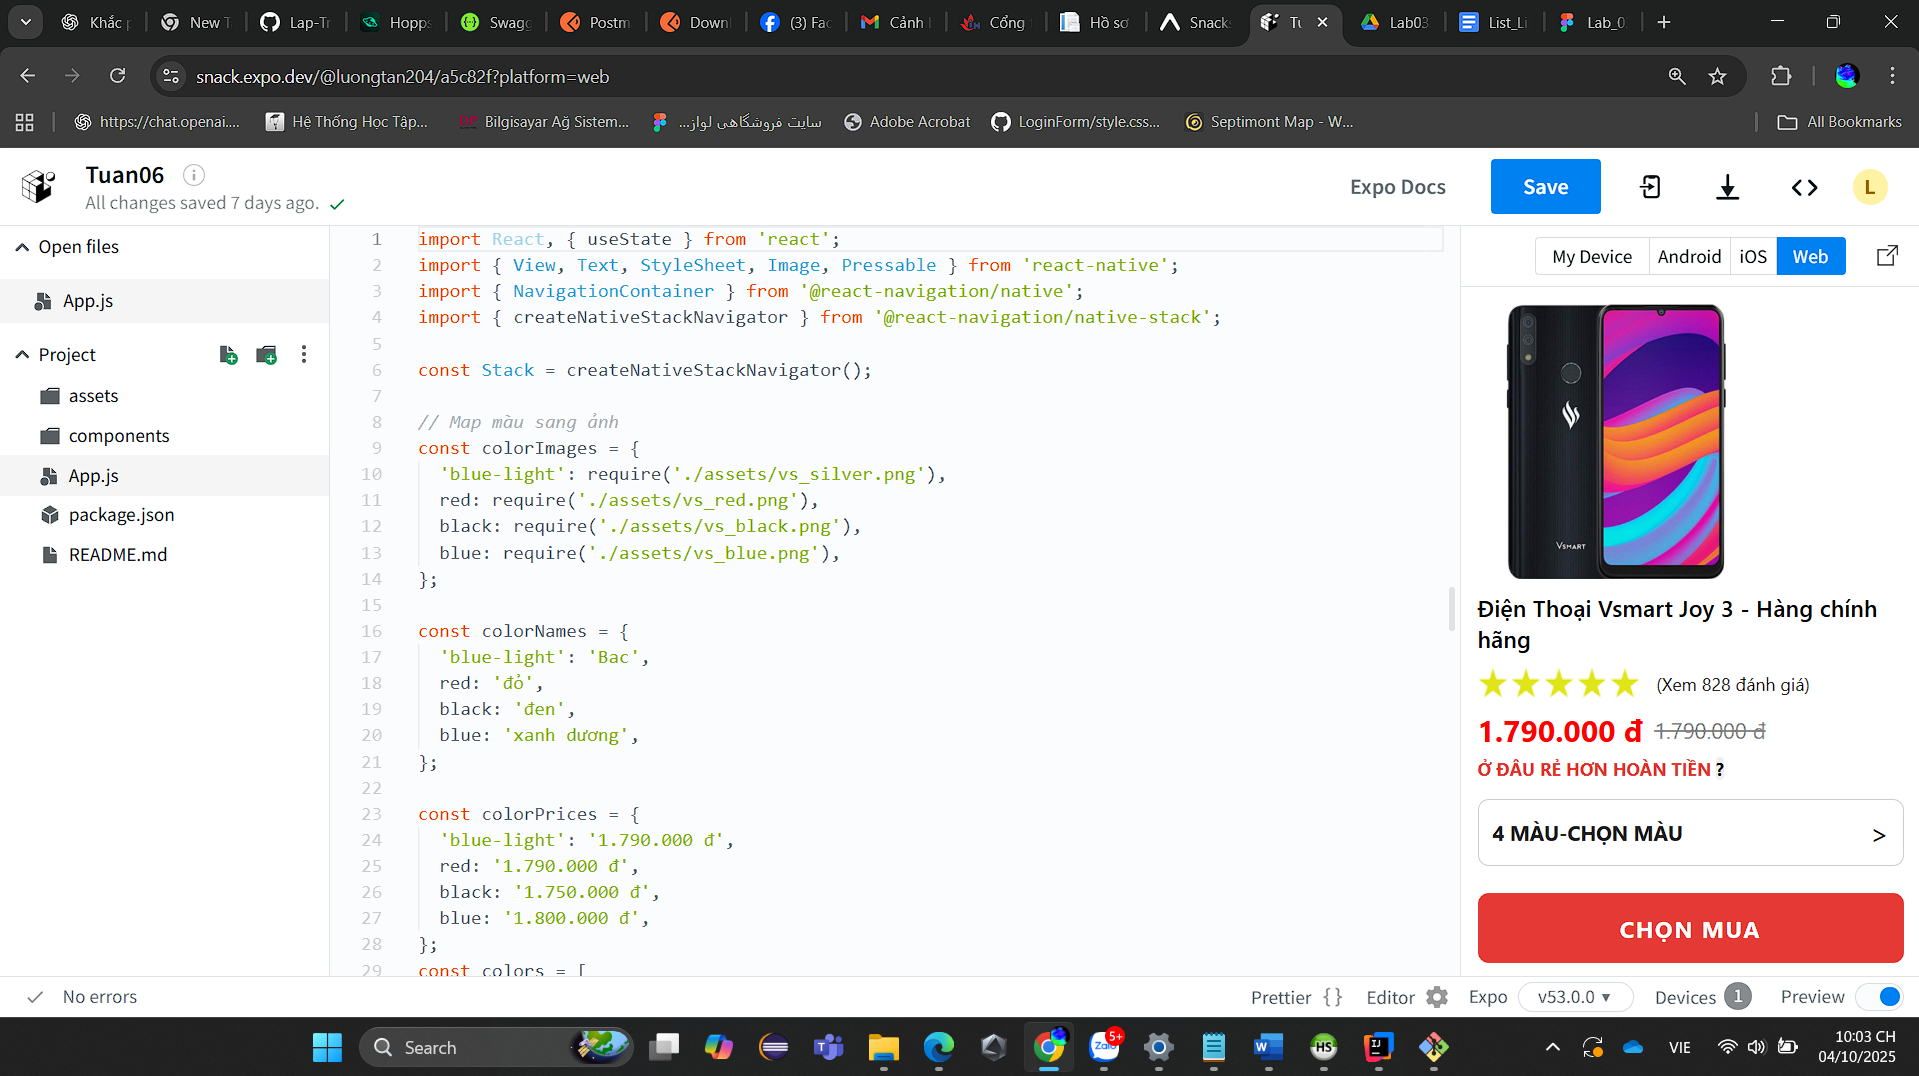 Khắc p
New T
Lap-Tr
Hopp
Swag
Postm
Downl
(3) Fac
Cảnh
Cổng
Hồ sơ
Snack
Tu
Lab03
List_Li
Lab_0
snack.expo.dev/@luongtan204/a5c82f?platform=web
https://chat.openai....
Hệ Thống Học Tập...
Bilgisayar Ağ Sistem...
سایت فروشگاهی لواز...
Adobe Acrobat
LoginForm/style.css...
Septimont Map - W...
All Bookmarks
Tuan06
All changes saved 7 days ago.
Expo Docs
Save
L
Open files
App.js
Project
assets
components
App.js
package.json
README.md
1 import React, { useState } from 'react';
2 import { View, Text, StyleSheet, Image, Pressable } from 'react-native';
3 import { NavigationContainer } from '@react-navigation/native';
4 import { createNativeStackNavigator } from '@react-navigation/native-stack';
5
6 const Stack = createNativeStackNavigator();
7
8 // Map màu sang ảnh
9 const colorImages = {
10 'blue-light': require('./assets/vs_silver.png'),
11 red: require('./assets/vs_red.png'),
12 black: require('./assets/vs_black.png'),
13 blue: require('./assets/vs_blue.png'),
14 };
15
16 const colorNames = {
17 'blue-light': 'Bac',
18 red: 'đỏ',
19 black: 'đen',
20 blue: 'xanh dương',
21 };
22
23 const colorPrices = {
24 'blue-light': '1.790.000 đ',
25 red: '1.790.000 đ',
26 black: '1.750.000 đ',
27 blue: '1.800.000 đ',
28 };
29 const colors = [
My Device
Android
iOS
Web
VSMART
Điện Thoại Vsmart Joy 3 - Hàng chính
hãng
(Xem 828 đánh giá)
1.790.000 đ 1.790.000 đ
Ở ĐÂU RẺ HƠN HOÀN TIỀN ?
4 MÀU-CHỌN MÀU >
CHỌN MUA
No errors
Prettier { }
Editor
Expo
v53.0.0
Devices 1
Preview
Search
Zalo
5+
HS
VIE
10:03 CH
04/10/2025